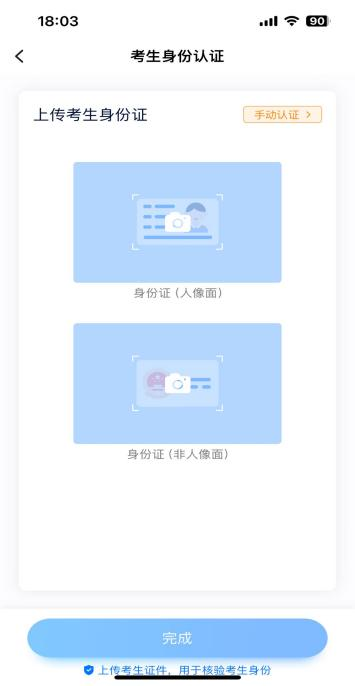 18:03
90
考生身份认证
上传考生身份证
手动认证 >
身份证 (人像面)
身份证 (非人像面)
完成
上传考生证件，用于核验考生身份